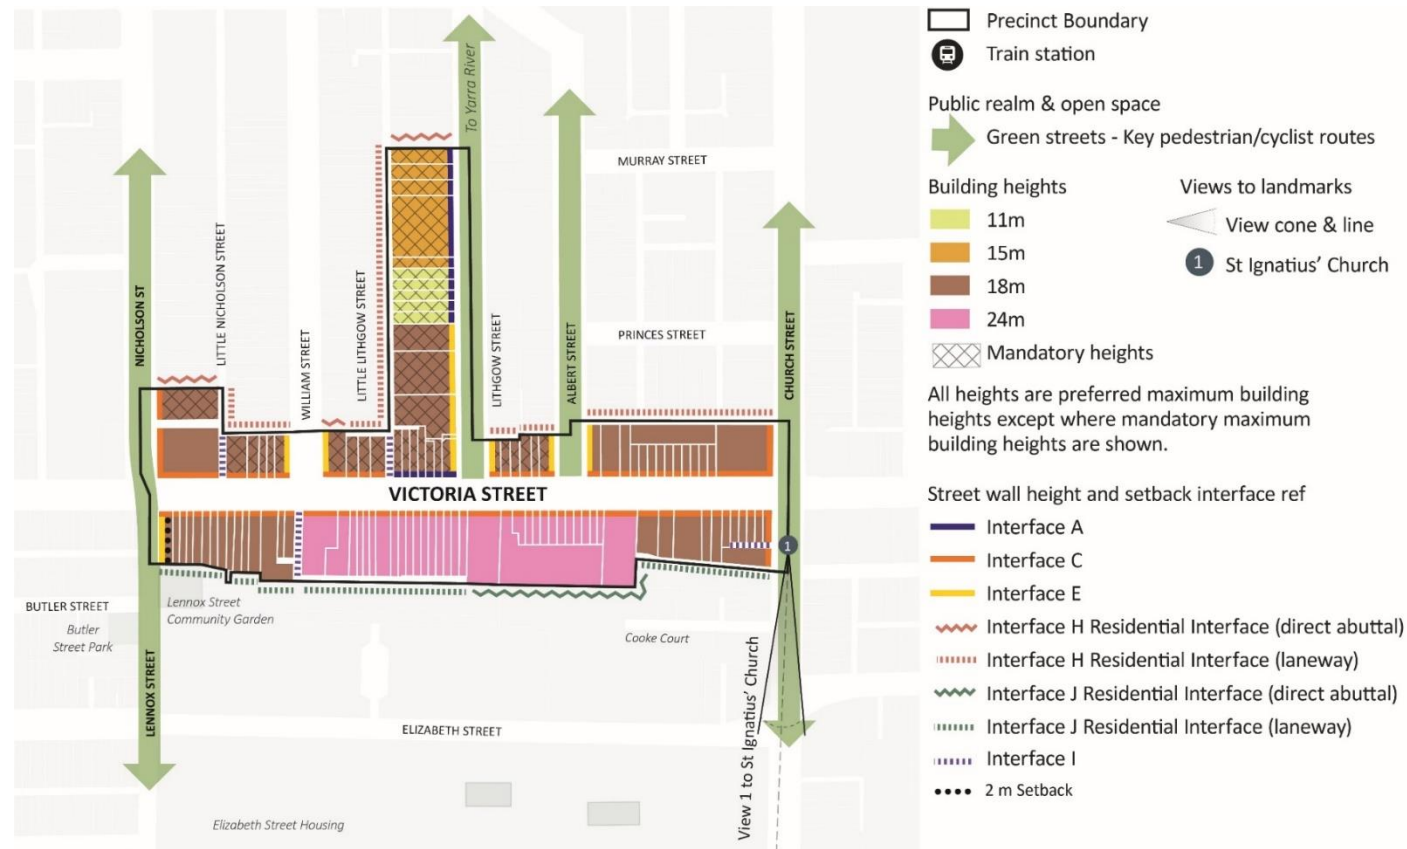 To Yarra River
MURRAY STREET
NICHOLSON ST
LITTLE NICHOLSON STREET
WILLIAM STREET
LITTLE LITHGOW STREET
LITHGOW STREET
ALBERT STREET
PRINCES STREET
CHURCH STREET
VICTORIA STREET
1
BUTLER STREET
Butler
Street Park
Lennox Street
Community Garden
Cooke Court
LENNOX STREET
ELIZABETH STREET
View 1 to St Ignatius' Church
Elizabeth Street Housing
Precinct Boundary
Train station
Public realm & open space
Green streets - Key pedestrian/cyclist routes
Building heights
11m
15m
18m
24m
Mandatory heights
Views to landmarks
View cone & line
1 St Ignatius' Church
All heights are preferred maximum building
heights except where mandatory maximum
building heights are shown.
Street wall height and setback interface ref
Interface A
Interface C
Interface E
Interface H Residential Interface (direct abuttal)
Interface H Residential Interface (laneway)
Interface J Residential Interface (direct abuttal)
Interface J Residential Interface (laneway)
Interface I
2 m Setback